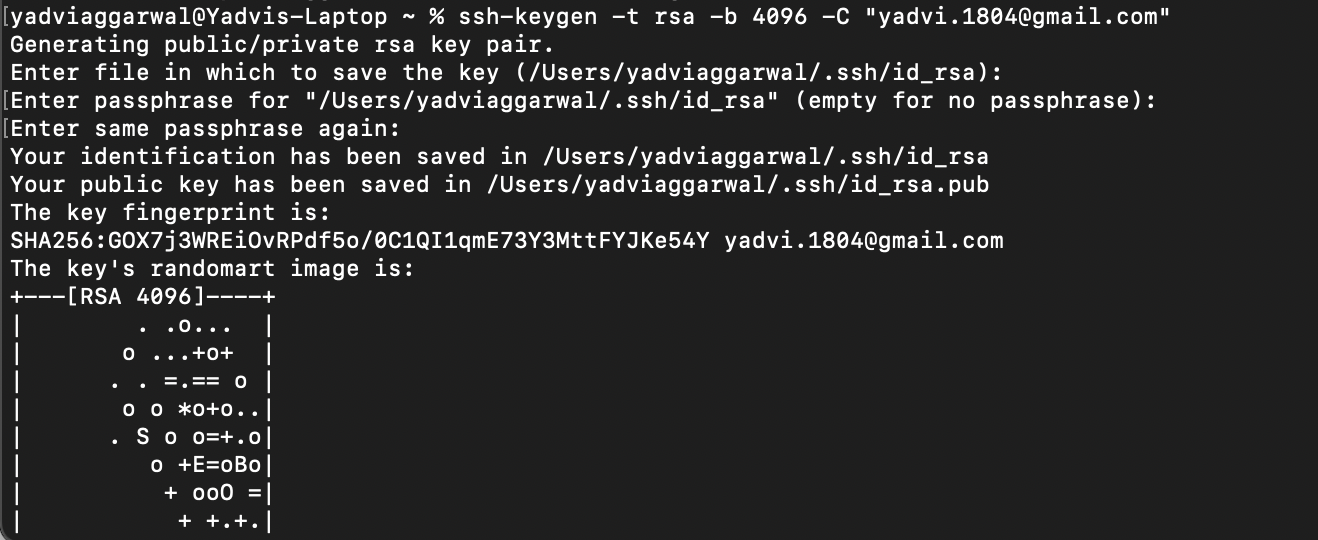 [yadviaggarwal@Yadvis-Laptop ~ % ssh-keygen -t rsa -b 4096 -C "yadvi.1804@gmail.com"
Generating public/private rsa key pair.
Enter file in which to save the key (/Users/yadviaggarwal/.ssh/id_rsa):
[Enter passphrase for "/Users/yadviaggarwal/.ssh/id_rsa" (empty for no passphrase):
[Enter same passphrase again:
Your identification has been saved in /Users/yadviaggarwal/.ssh/id_rsa
Your public key has been saved in /Users/yadviaggarwal/.ssh/id_rsa.pub
The key fingerprint is:
SHA256:GOX7j3WREiOvRPdf5o/0C1QI1qmE73Y3MttFYJKe54Y yadvi.1804@gmail.com
The key's randomart image is:
+---[RSA 4096]----+
|        . .o...  |
|       o ...+o+  |
|      . . =.== o |
|       o o *o+o..|
|      . S o o=+.o|
|         o +E=oBo|
|          + ooO =|
|           + +.+.|